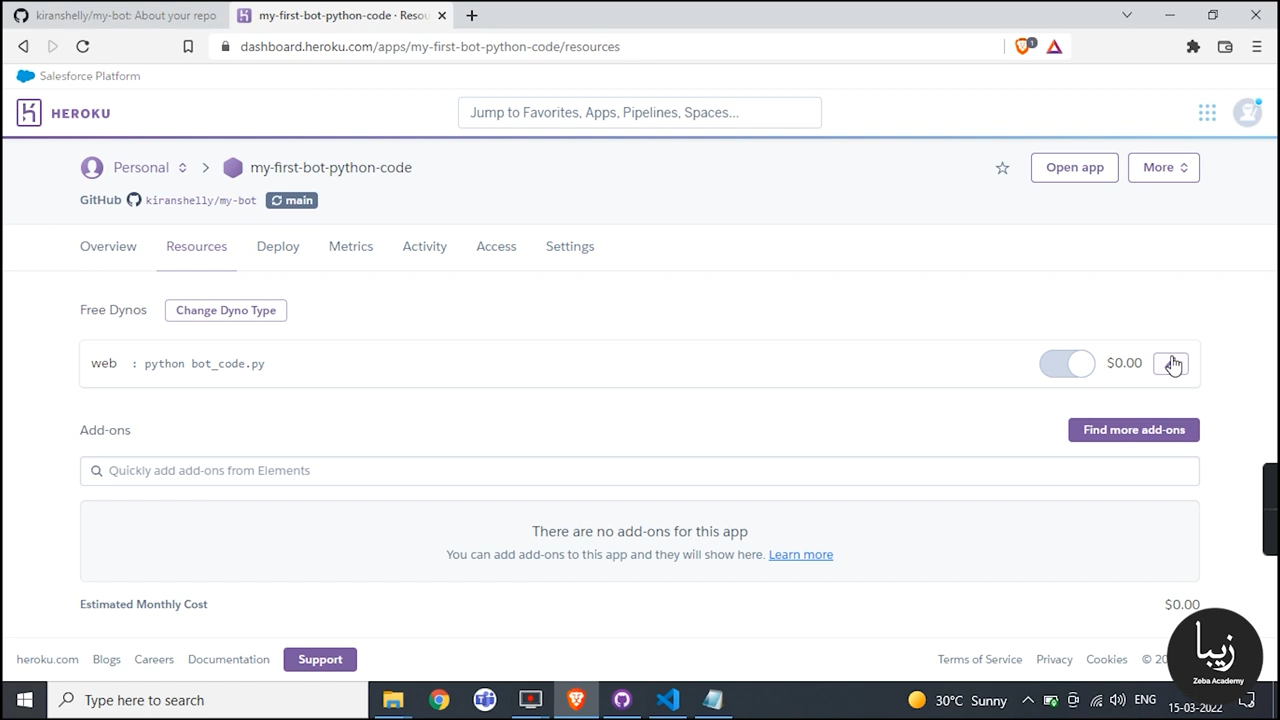 kiranshelly/my-bot: About your repo
my-first-bot-python-code · Resou
dashboard.heroku.com/apps/my-first-bot-python-code/resources
1
Salesforce Platform
HEROKU
Jump to Favorites, Apps, Pipelines, Spaces...
Personal
my-first-bot-python-code
Open app
More
GitHub kiranshelly/my-bot main
Overview Resources Deploy Metrics Activity Access Settings
Free Dynos Change Dyno Type
web : python bot_code.py $0.00
Add-ons Find more add-ons
Quickly add add-ons from Elements
There are no add-ons for this app
You can add add-ons to this app and they will show here. Learn more
Estimated Monthly Cost $0.00
heroku.com Blogs Careers Documentation Support Terms of Service Privacy Cookies ©
زيبا
Zeba Academy
Type here to search 30°C Sunny ENG
15-03-2022